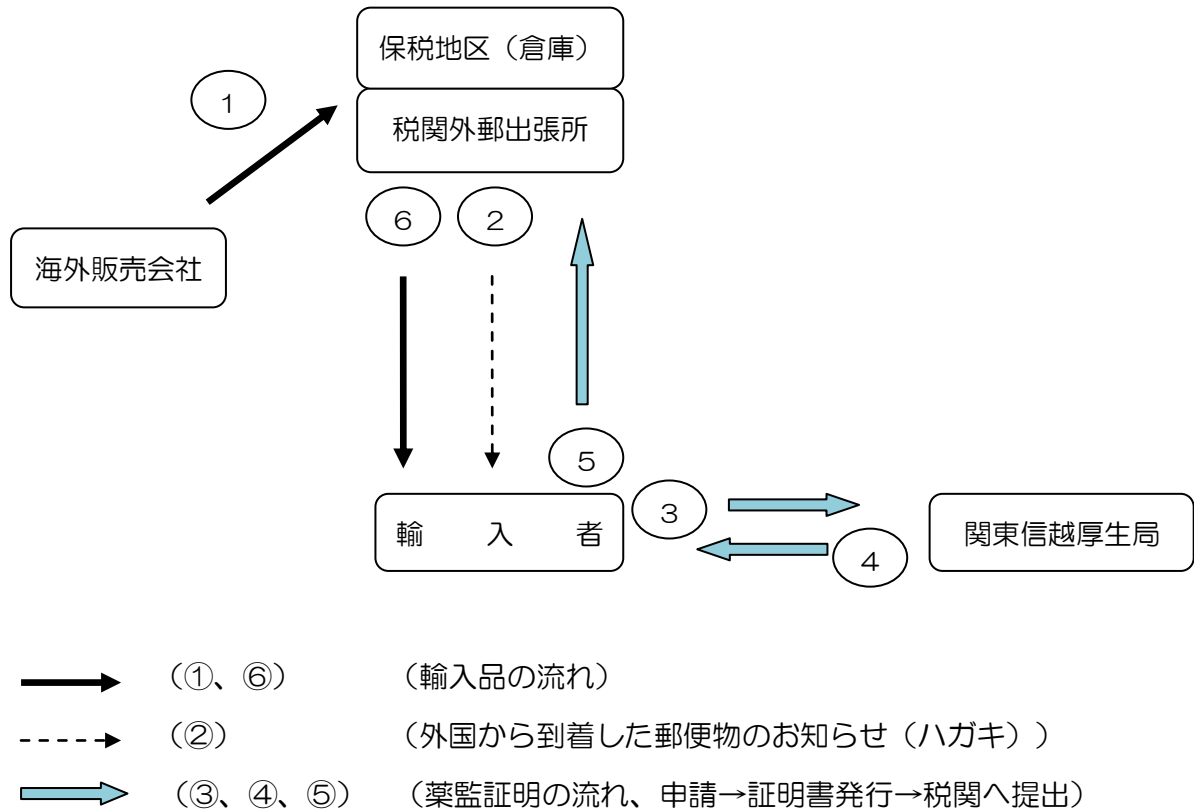 保税地区（倉庫）
1
税関外郵出張所
6
2
海外販売会社
5
3
輸　入　者
関東信越厚生局
4
（①、⑥）　（輸入品の流れ）
（②）　（外国から到着した郵便物のお知らせ（ハガキ））
（③、④、⑤）　（薬監証明の流れ、申請→証明書発行→税関へ提出）